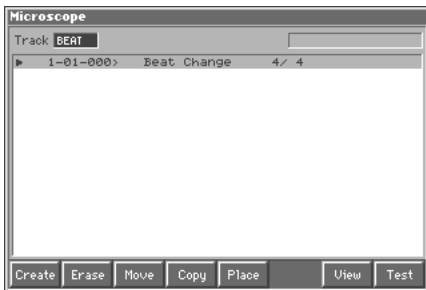 Microscope
Track BEAT
1-01-000> Beat Change 4/ 4
Create Erase Move Copy Place View Test